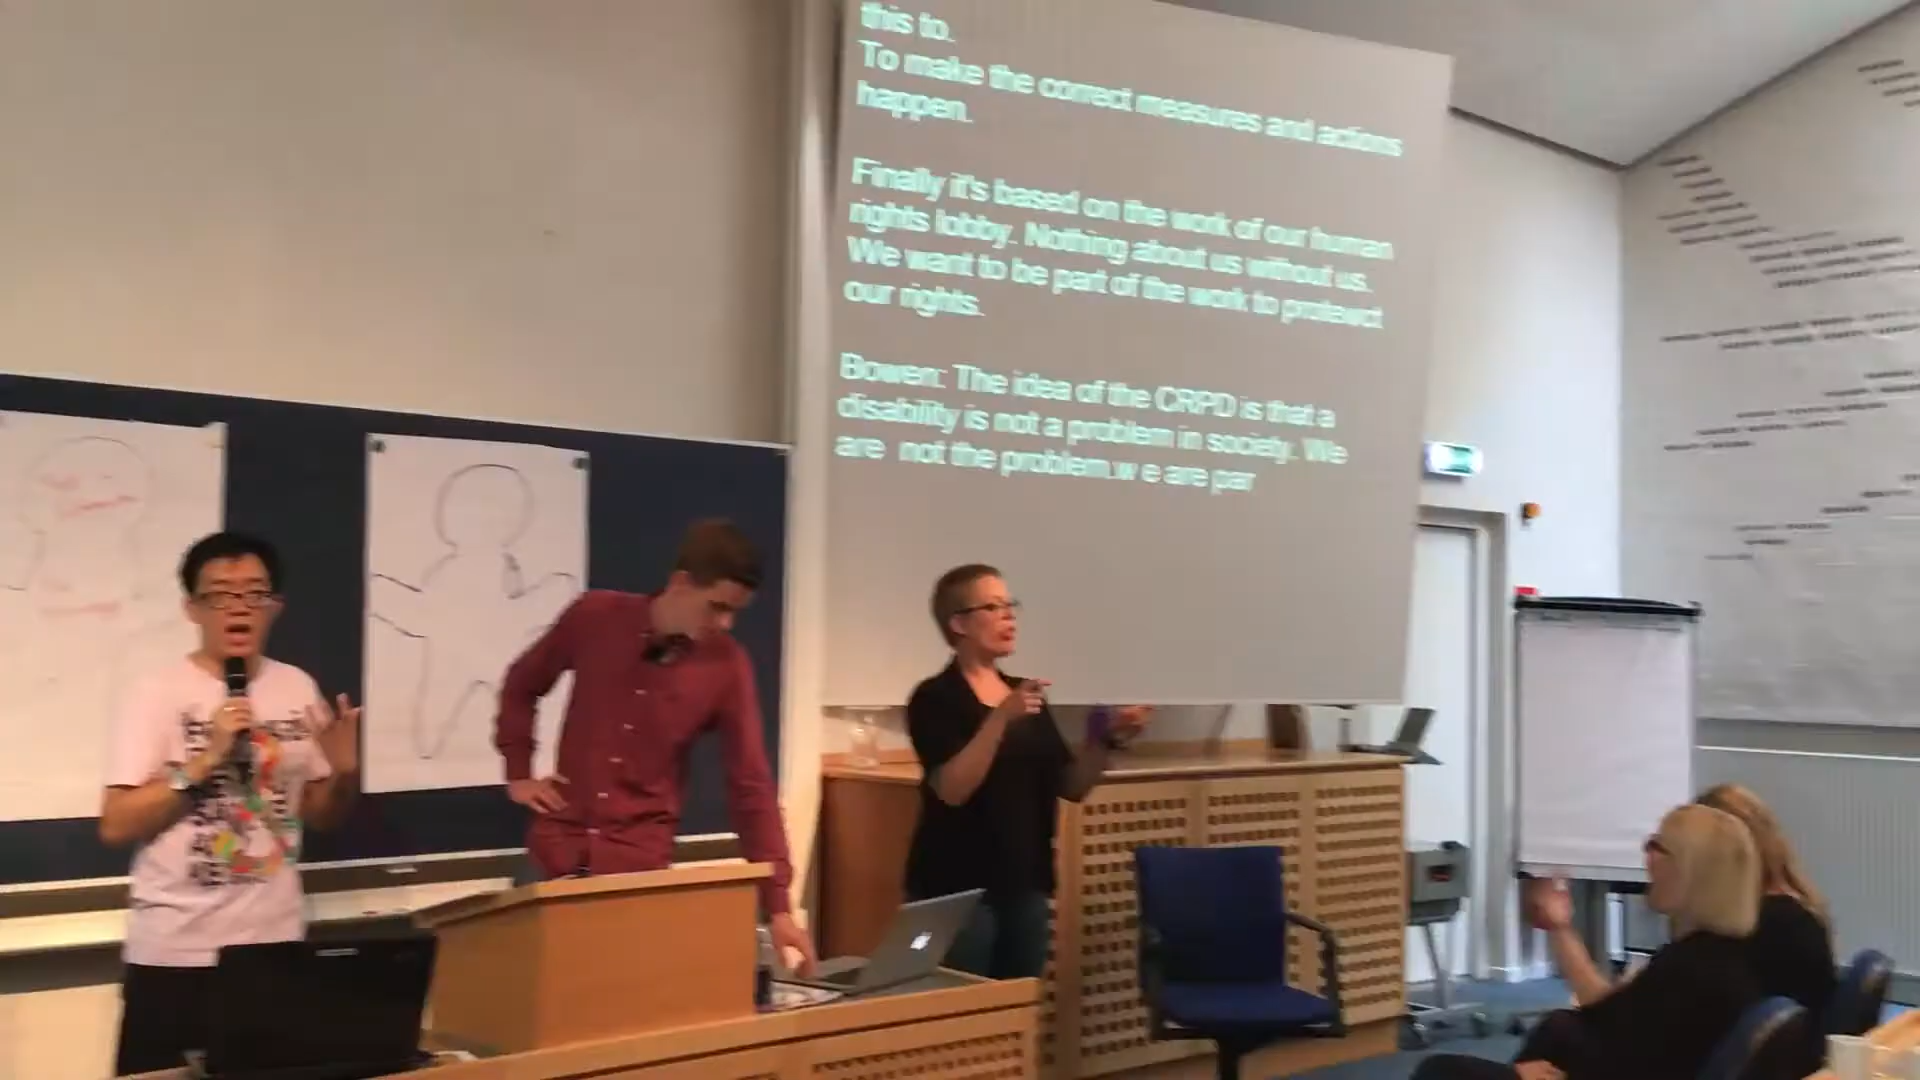 this to.
To make the correct measures and actions
happen.
Finally it's based on the work of our human
rights lobby. Nothing about us without us.
We want to be part of the work to protewct
our rights.
Bowen: The idea of the CRPD is that a
disability is not a problem in society. We
are not the problem.w e are par